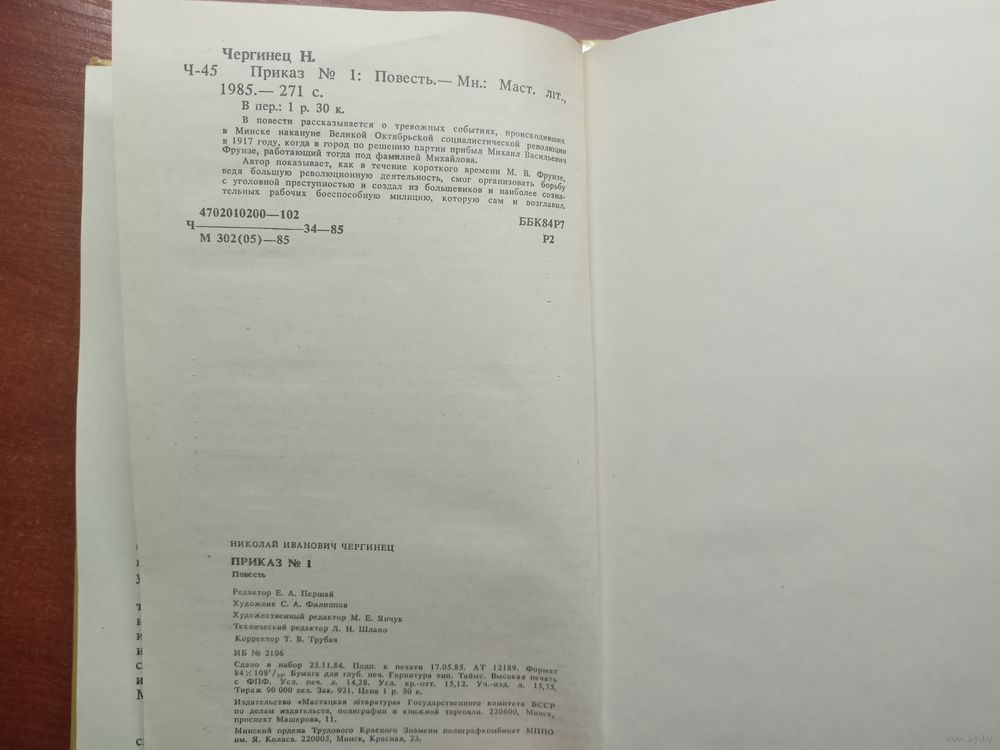 Чергинец Н.
Ч-45 Приказ № 1: Повесть.— Мн.: Маст. літ.,
1985.— 271 с.
В пер.: 1 р. 30 к.
В повести рассказывается о тревожных событиях, происходивших
в Минске накануне Великой Октябрьской социалистической революции
в 1917 году, когда в город по решению партии прибыл Михаил Васильевич
Фрунзе, работающий тогда под фамилией Михайлова.
Автор показывает, как в течение короткого времени М. В. Фрунзе,
ведя большую революционную деятельность, смог организовать борьбу
с уголовной преступностью и создал из большевиков и наиболее созна-
тельных рабочих боеспособную милицию, которую сам и возглавил.
4702010200—102
Ч————34—85
М 302(05)—85
ББК84Р7
Р2
НИКОЛАЙ ИВАНОВИЧ ЧЕРГИНЕЦ
ПРИКАЗ № 1
Повесть
Редактор Е. А. Першай
Художник С. А. Филиппов
Художественный редактор М. Е. Янчук
Технический редактор Л. Н. Шлапо
Корректор Т. В. Трубач
ИБ № 2106
Сдано в набор 23.11.84. Подп. к печати 17.05.85. АТ 12189. Формат
84×108¹/₃₂. Бумага для глуб. печ. Гарнитура тип. Таймс. Высокая печать
с ФПФ. Усл. печ. л. 14,28. Усл. кр.-отт. 15,12. Уч.-изд. л. 15,75.
Тираж 90 000 экз. Зак. 921. Цена 1 р. 30 к.
Издательство «Мастацкая літаратура» Государственного комитета БССР
по делам издательств, полиграфии и книжной торговли. 220600, Минск,
проспект Машерова, 11.
Минский ордена Трудового Красного Знамени полиграфкомбинат МППО
им. Я. Коласа. 220005, Минск, Красная, 23.
www.ay.by